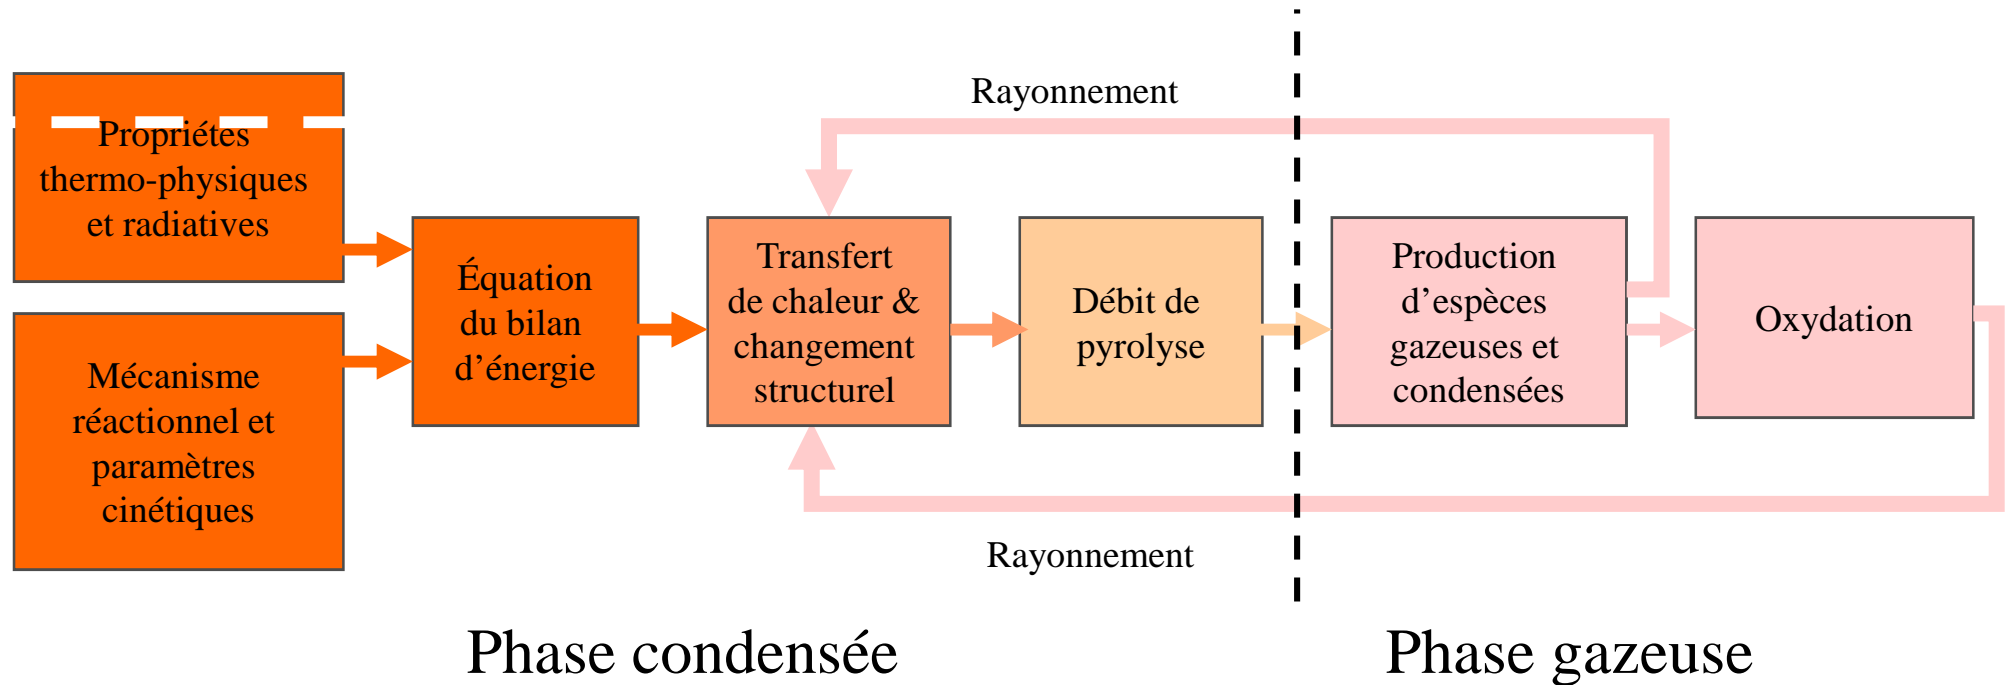 Rayonnement
Propriétes
thermo-physiques
et radiatives
Mécanisme
réactionnel et
paramètres
cinétiques
Équation
du bilan
d’énergie
Transfert
de chaleur &
changement
structurel
Débit de
pyrolyse
Production
d’espèces
gazeuses et
condensées
Oxydation
Rayonnement
Phase condensée
Phase gazeuse